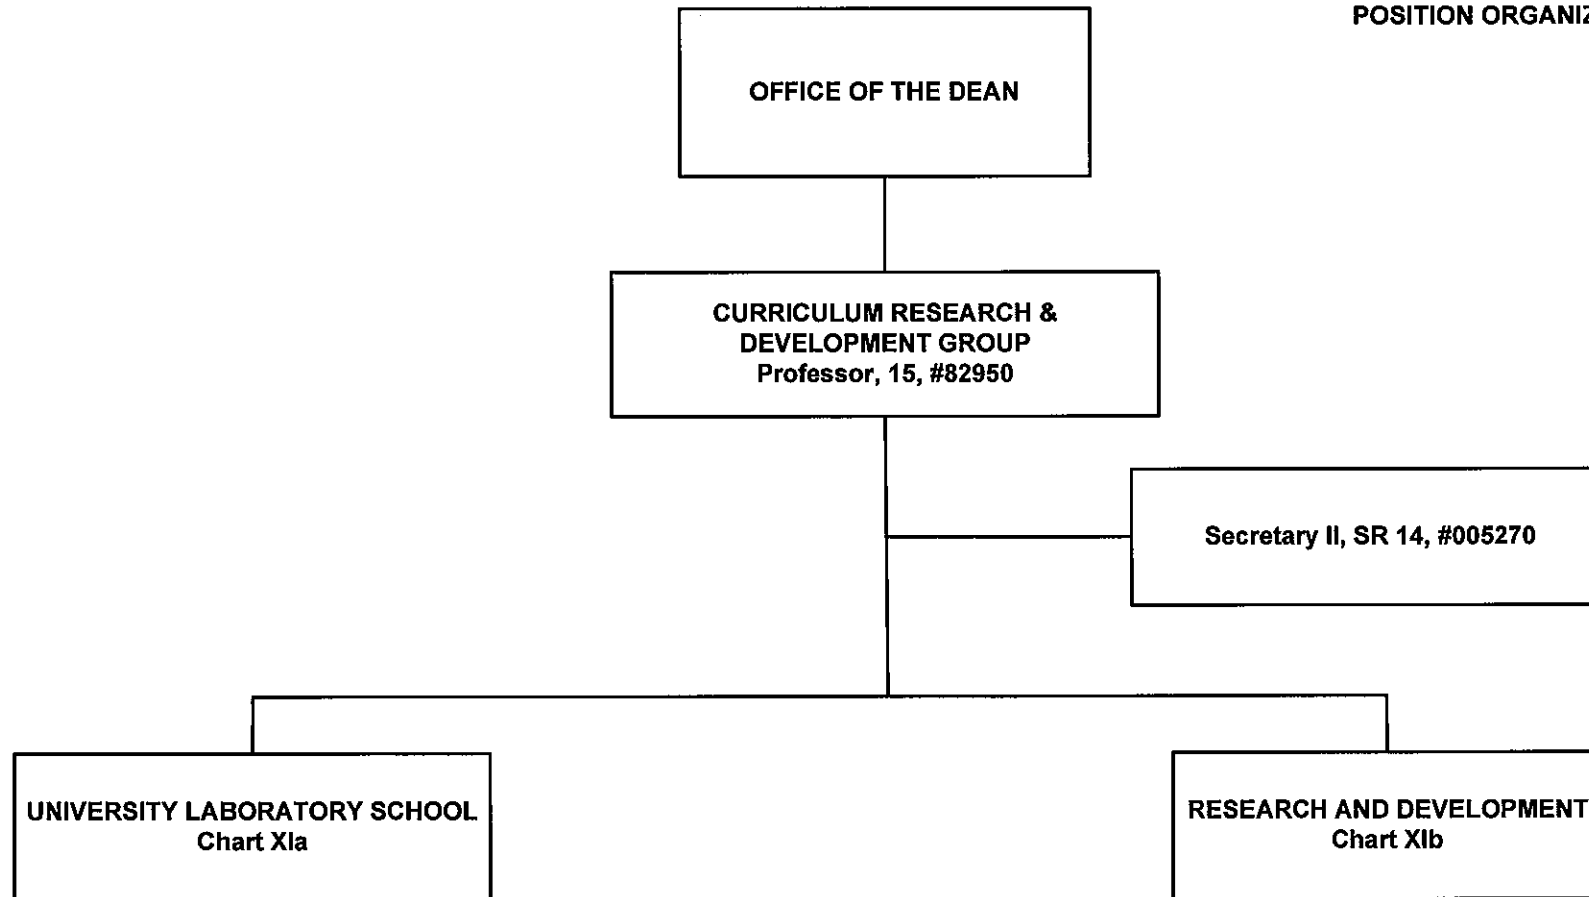 POSITION ORGANIZ
OFFICE OF THE DEAN
CURRICULUM RESEARCH &
DEVELOPMENT GROUP
Professor, 15, #82950
Secretary II, SR 14, #005270
UNIVERSITY LABORATORY SCHOOL
Chart XIa
RESEARCH AND DEVELOPMENT
Chart XIb